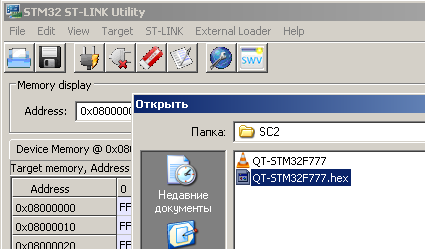 STM32 ST-LINK Utility
File Edit View Target ST-LINK External Loader Help
SWV
Memory display
Address: 0x080000
Открыть
Папка: SC2
Device Memory @ 0x080
Target memory, Address
Address 0
0x08000000 FF
0x08000010 FF
0x08000020 FF
Недавние
документы
QT-STM32F777
QT-STM32F777.hex